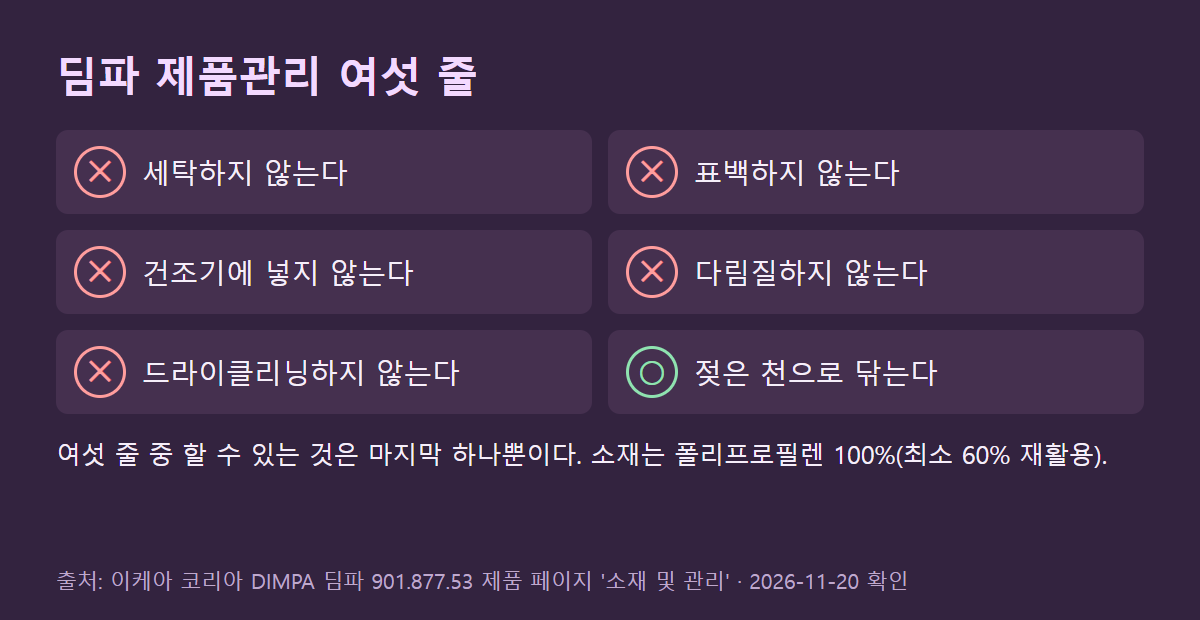 딤파 제품관리 여섯 줄
세탁하지 않는다
표백하지 않는다
건조기에 넣지 않는다
다림질하지 않는다
드라이클리닝하지 않는다
젖은 천으로 닦는다
여섯 줄 중 할 수 있는 것은 마지막 하나뿐이다. 소재는 폴리프로필렌 100%(최소 60% 재활용).
출처: 이케아 코리아 DIMPA 딤파 901.877.53 제품 페이지 '소재 및 관리' · 2026-11-20 확인